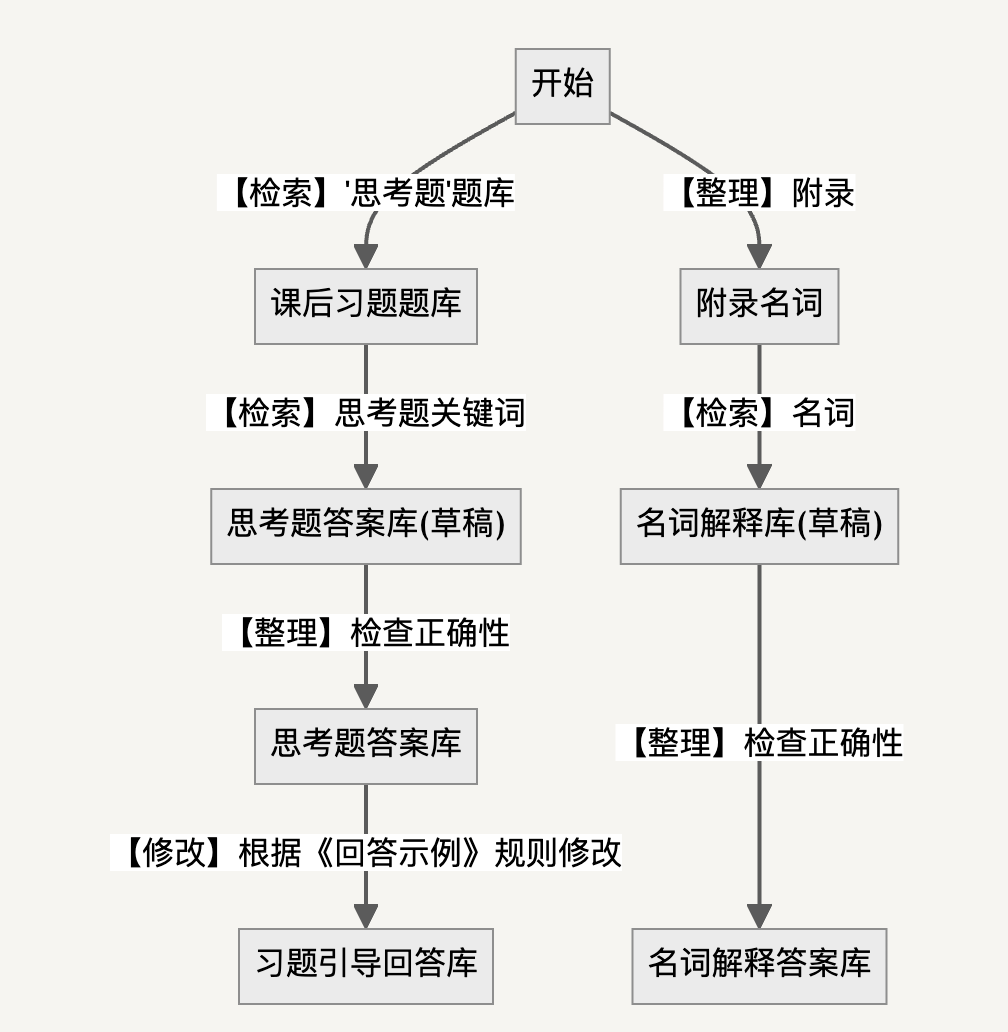 开始
【检索】'思考题'题库
【整理】附录
课后习题题库
附录名词
【检索】思考题关键词
【检索】名词
思考题答案库(草稿)
名词解释库(草稿)
【整理】检查正确性
思考题答案库
【整理】检查正确性
【修改】根据《回答示例》规则修改
习题引导回答库
名词解释答案库